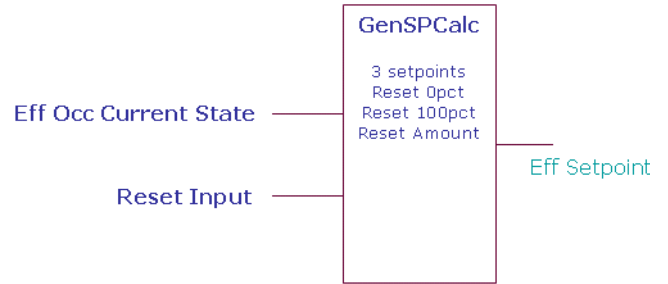 GenSPCalc
3 setpoints
Reset 0pct
Reset 100pct
Reset Amount
Eff Occ Current State
Reset Input
Eff Setpoint